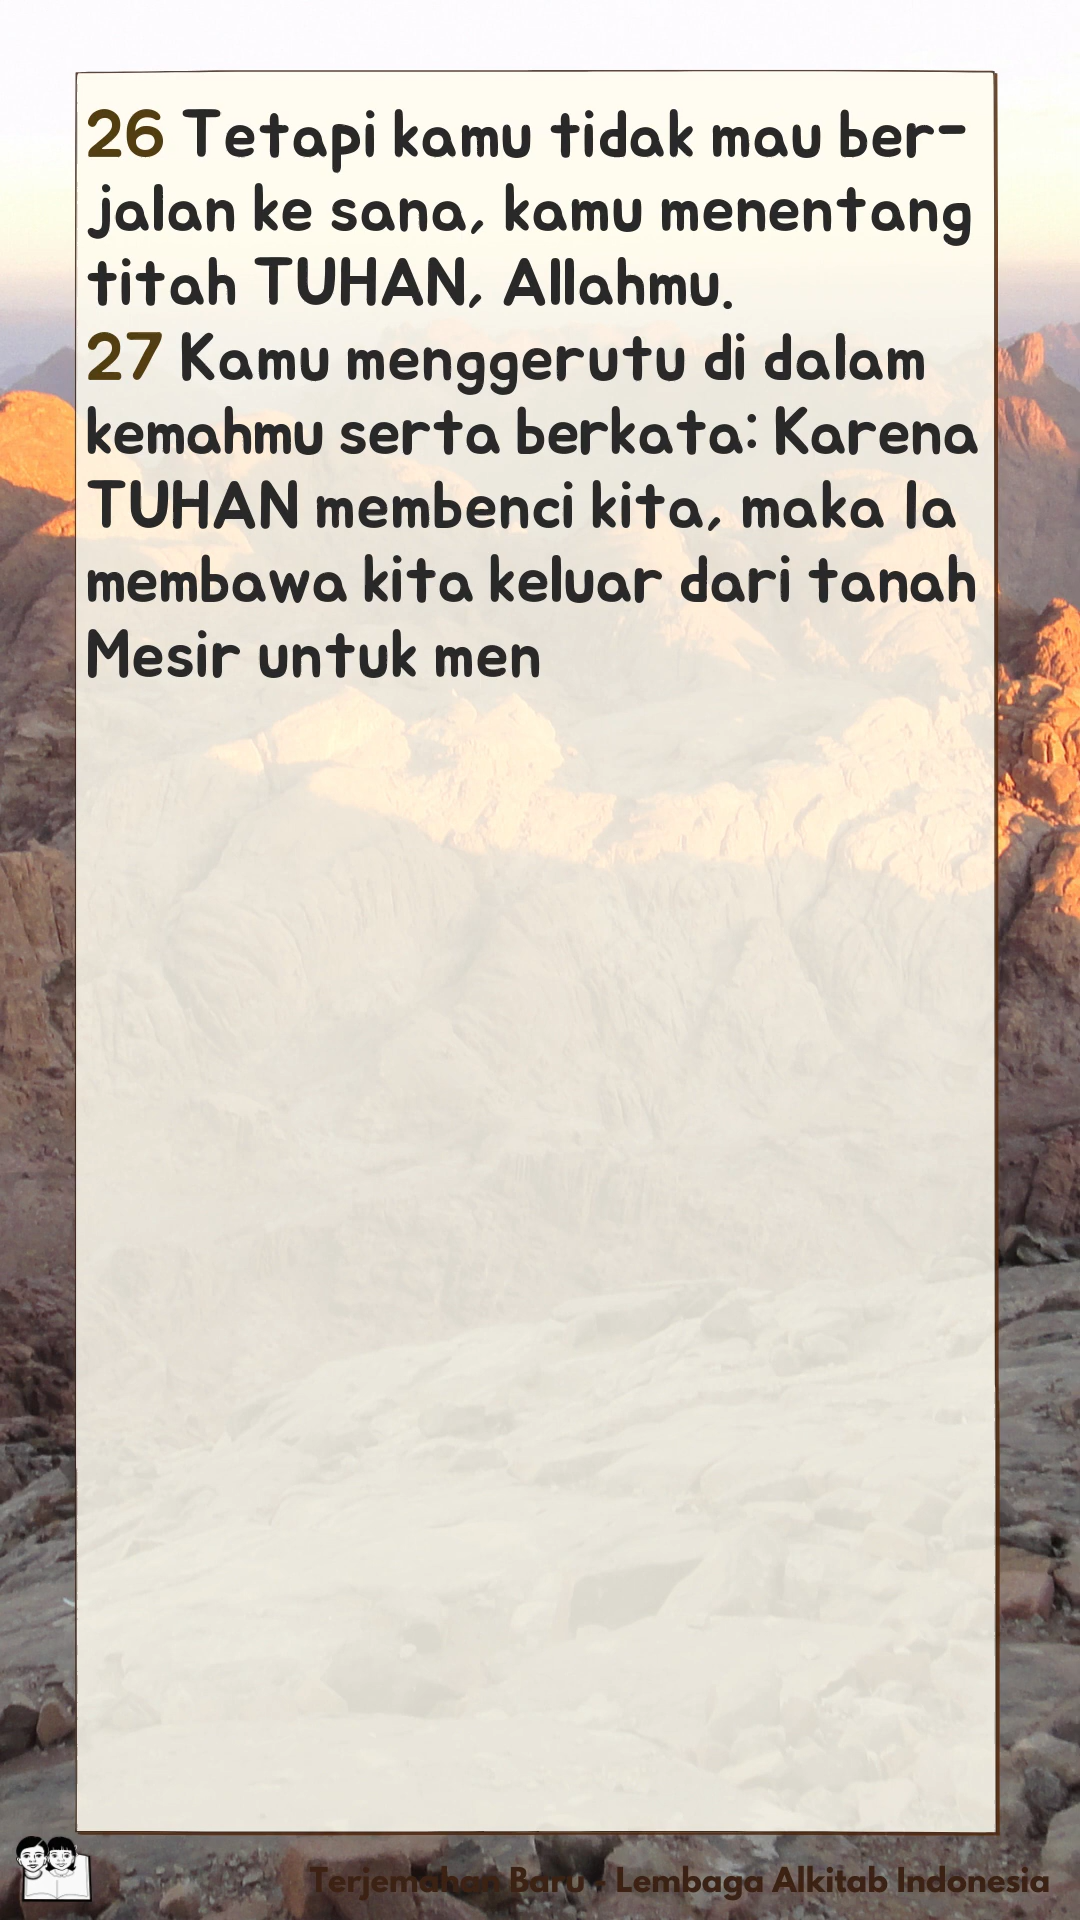 26 Tetapi kamu tidak mau ber-
jalan ke sana, kamu menentang
titah TUHAN, Allahmu.
27 Kamu menggerutu di dalam
kemahmu serta berkata: Karena
TUHAN membenci kita, maka Ia
membawa kita keluar dari tanah
Mesir untuk men
Terjemahan Baru - Lembaga Alkitab Indonesia